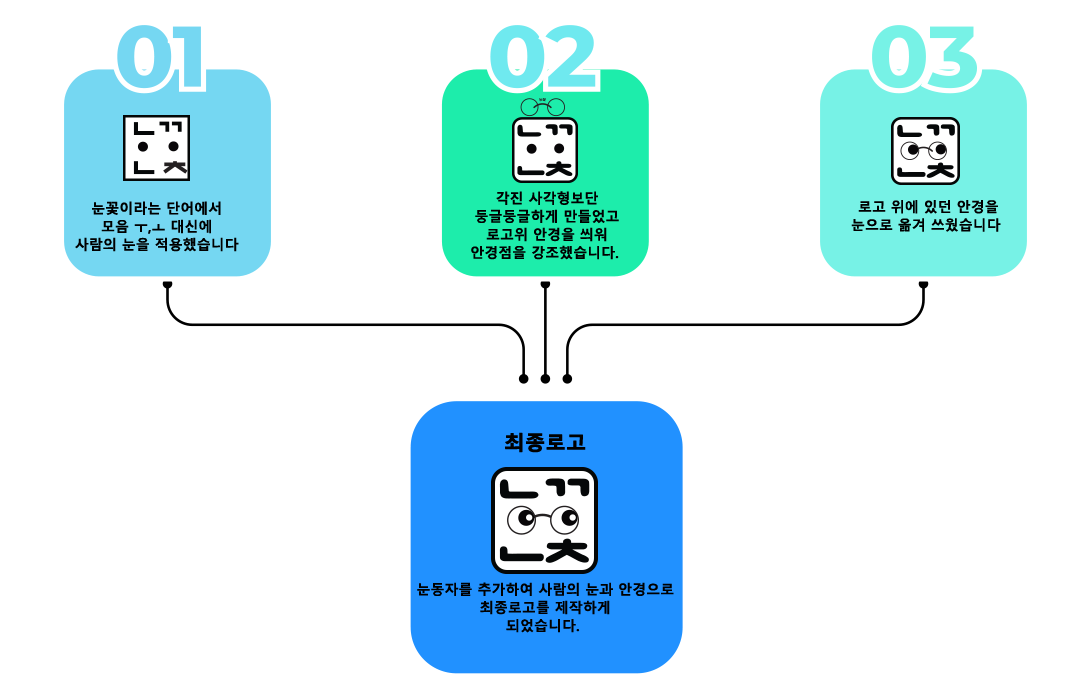 01
ㄴㄲ
ㄴㅊ
눈꽃이라는 단어에서
모음 ㅜ,ㅗ 대신에
사람의 눈을 적용했습니다
02
ㄴㄲ
ㄴㅊ
각진 사각형보단
둥글둥글하게 만들었고
로고위 안경을 씌워
안경점을 강조했습니다.
03
ㄴㄲ
ㄴㅊ
로고 위에 있던 안경을
눈으로 옮겨 쓰웠습니다
최종로고
ㄴㄲ
ㄴㅊ
눈동자를 추가하여 사람의 눈과 안경으로
최종로고를 제작하게
되었습니다.